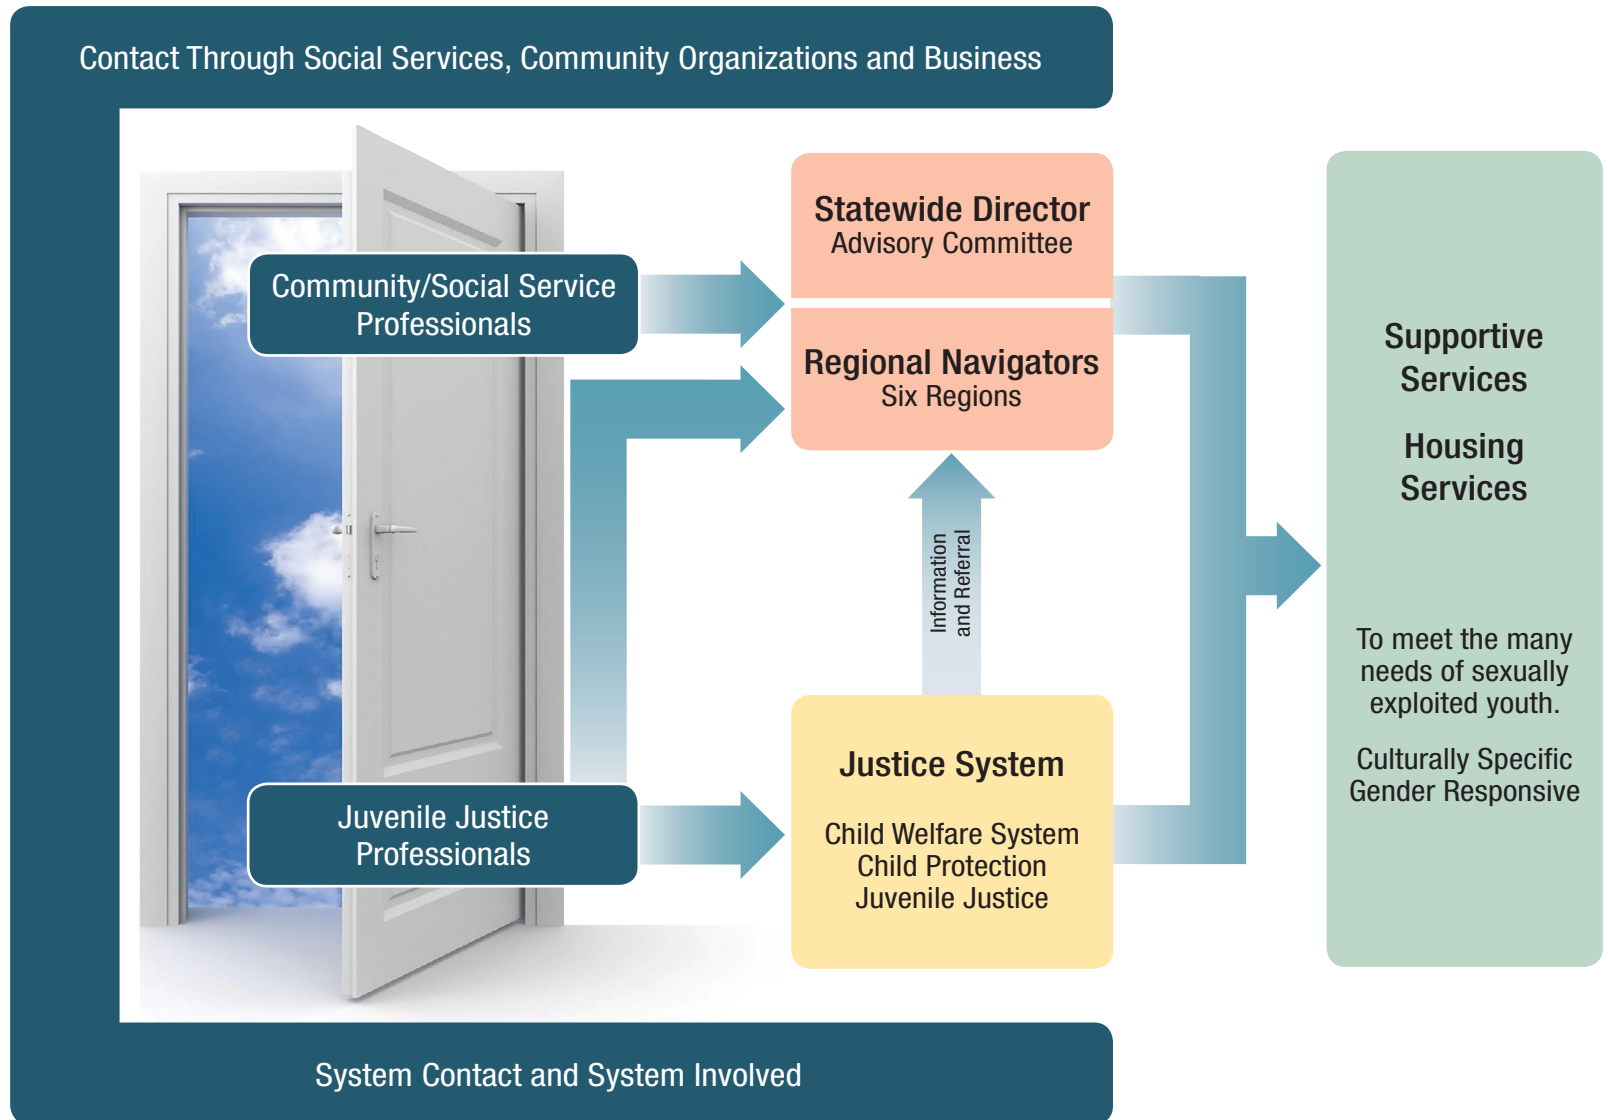 Contact Through Social Services, Community Organizations and Business
Community/Social Service
Professionals
Statewide Director
Advisory Committee
Regional Navigators
Six Regions
Information
and Referral
Juvenile Justice
Professionals
Justice System
Child Welfare System
Child Protection
Juvenile Justice
Supportive
Services
Housing
Services
To meet the many
needs of sexually
exploited youth.
Culturally Specific
Gender Responsive
System Contact and System Involved